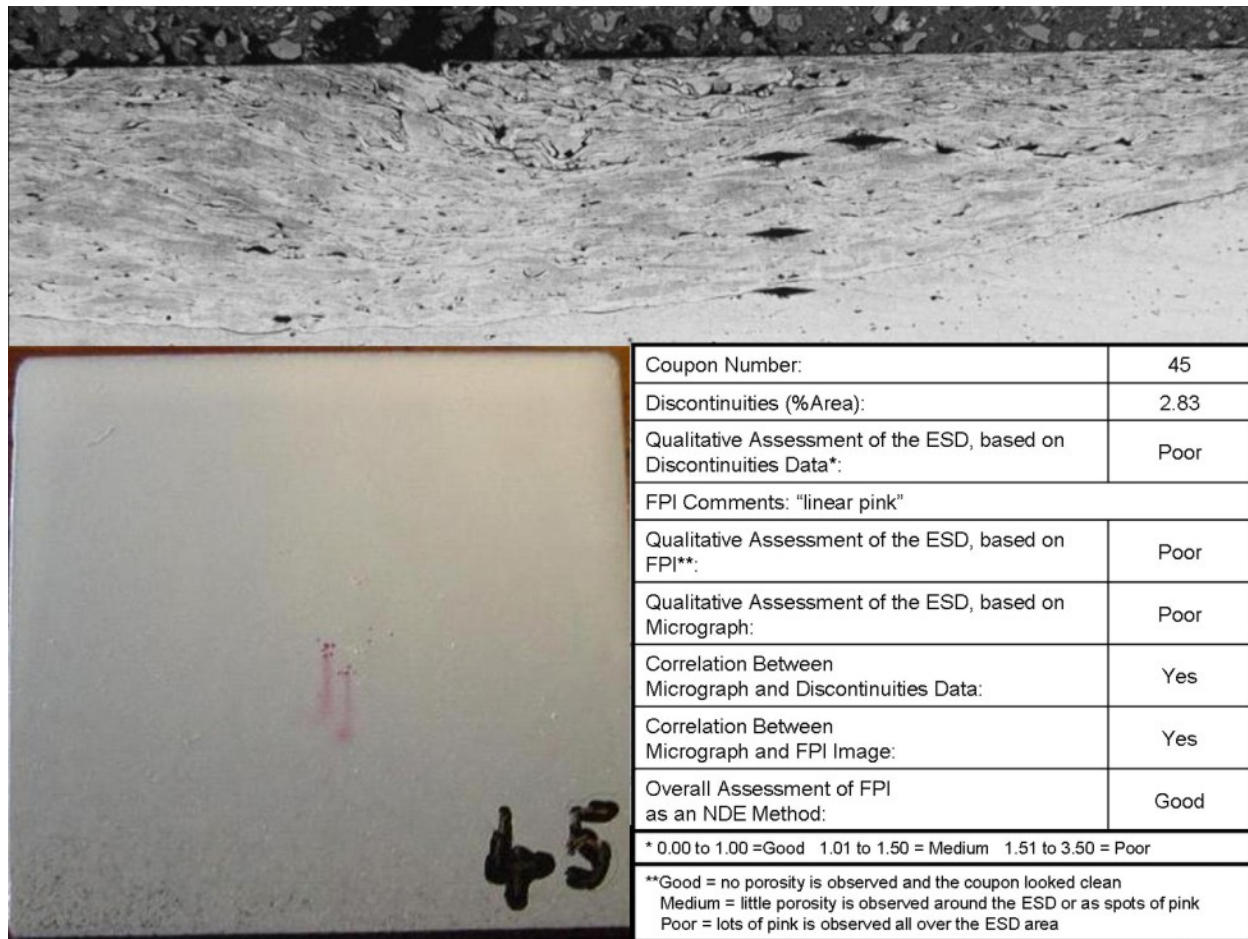 45
Coupon Number: 45
Discontinuities (%Area): 2.83
Qualitative Assessment of the ESD, based on
Discontinuities Data*: Poor
FPI Comments: “linear pink”
Qualitative Assessment of the ESD, based on
FPI**: Poor
Qualitative Assessment of the ESD, based on
Micrograph: Poor
Correlation Between
Micrograph and Discontinuities Data: Yes
Correlation Between
Micrograph and FPI Image: Yes
Overall Assessment of FPI
as an NDE Method: Good
* 0.00 to 1.00 =Good 1.01 to 1.50 = Medium 1.51 to 3.50 = Poor
**Good = no porosity is observed and the coupon looked clean
Medium = little porosity is observed around the ESD or as spots of pink
Poor = lots of pink is observed all over the ESD area